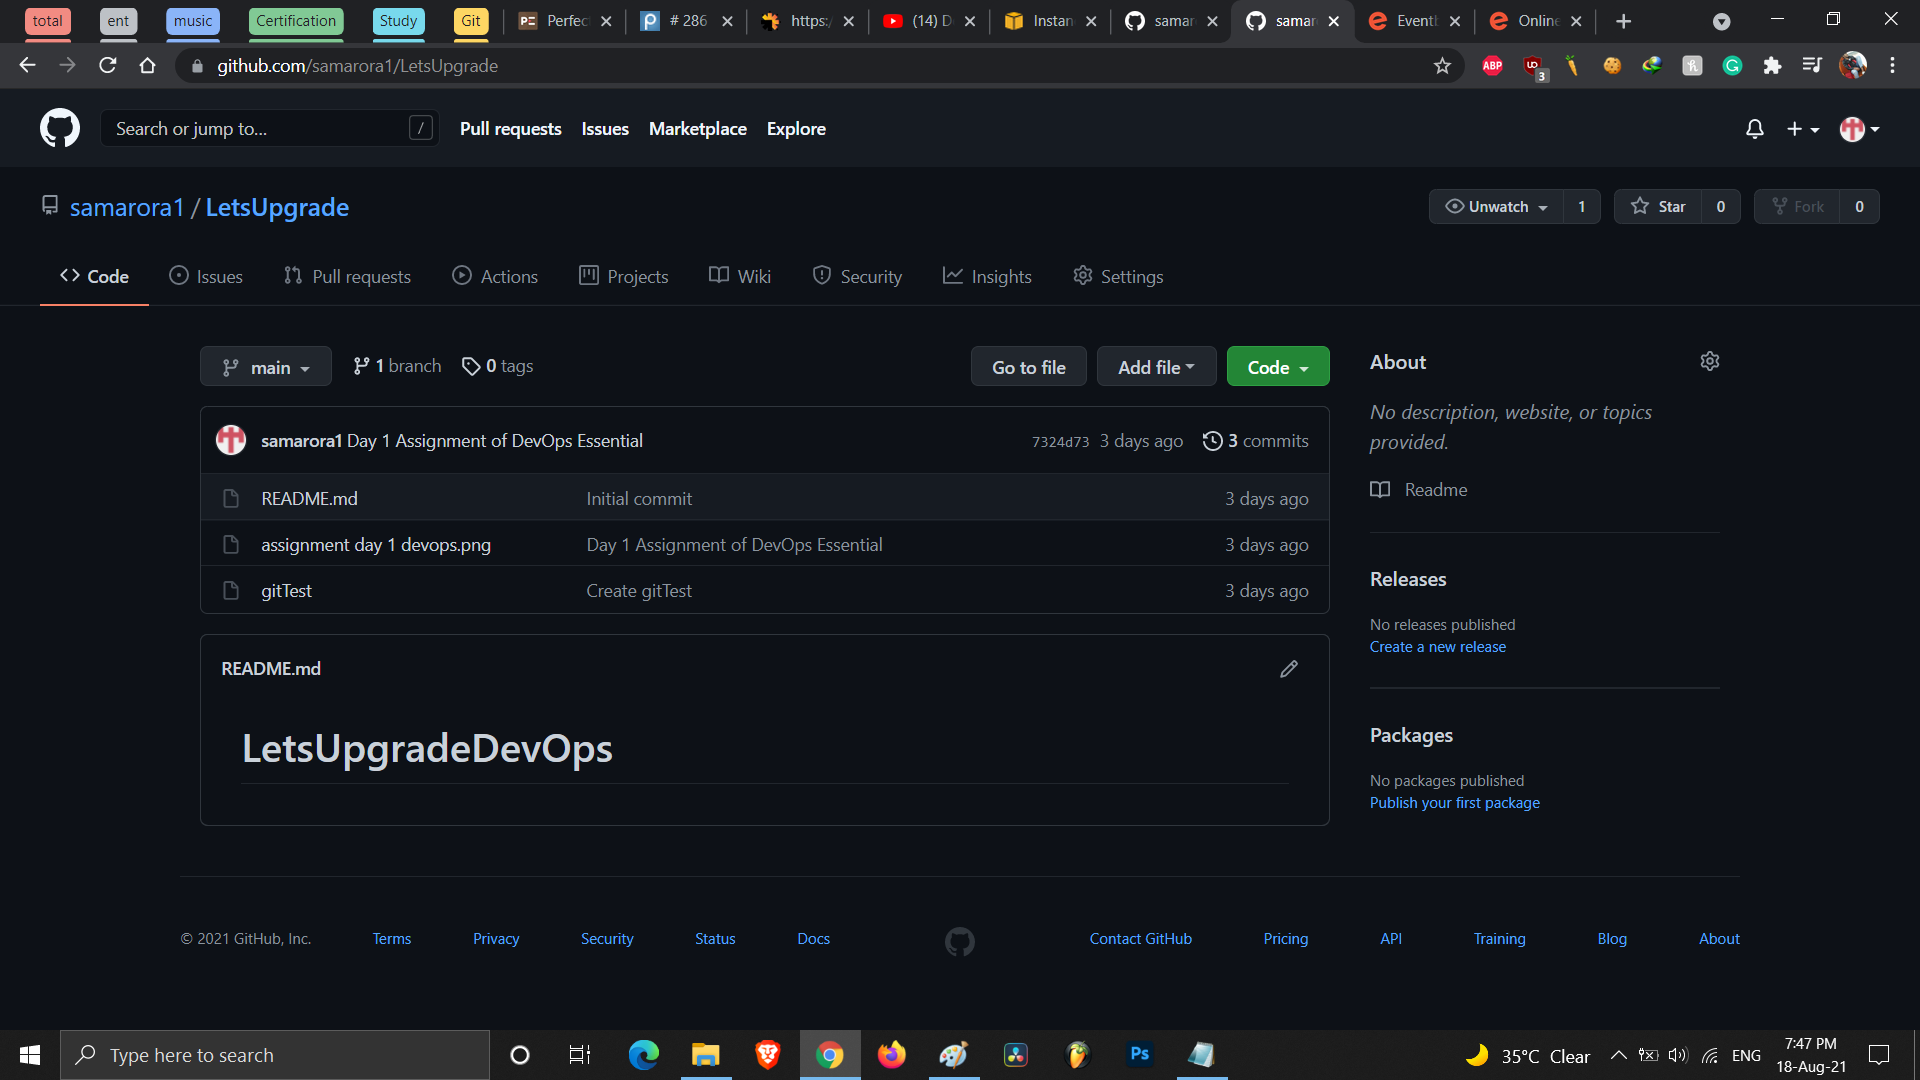 total ent music Certification Study Git Perfec # 286 https:/ (14) D Instan samar samar Event Online
github.com/samarora1/LetsUpgrade
ABP 3
Search or jump to... / Pull requests Issues Marketplace Explore
samarora1 / LetsUpgrade Unwatch 1 Star 0 Fork 0
Code Issues Pull requests Actions Projects Wiki Security Insights Settings
main 1 branch 0 tags Go to file Add file Code
samarora1 Day 1 Assignment of DevOps Essential 7324d73 3 days ago 3 commits
README.md Initial commit 3 days ago
assignment day 1 devops.png Day 1 Assignment of DevOps Essential 3 days ago
gitTest Create gitTest 3 days ago
README.md
LetsUpgradeDevOps
About
No description, website, or topics
provided.
Readme
Releases
No releases published
Create a new release
Packages
No packages published
Publish your first package
© 2021 GitHub, Inc. Terms Privacy Security Status Docs Contact GitHub Pricing API Training Blog About
Type here to search Ps 35°C Clear ENG 7:47 PM
18-Aug-21